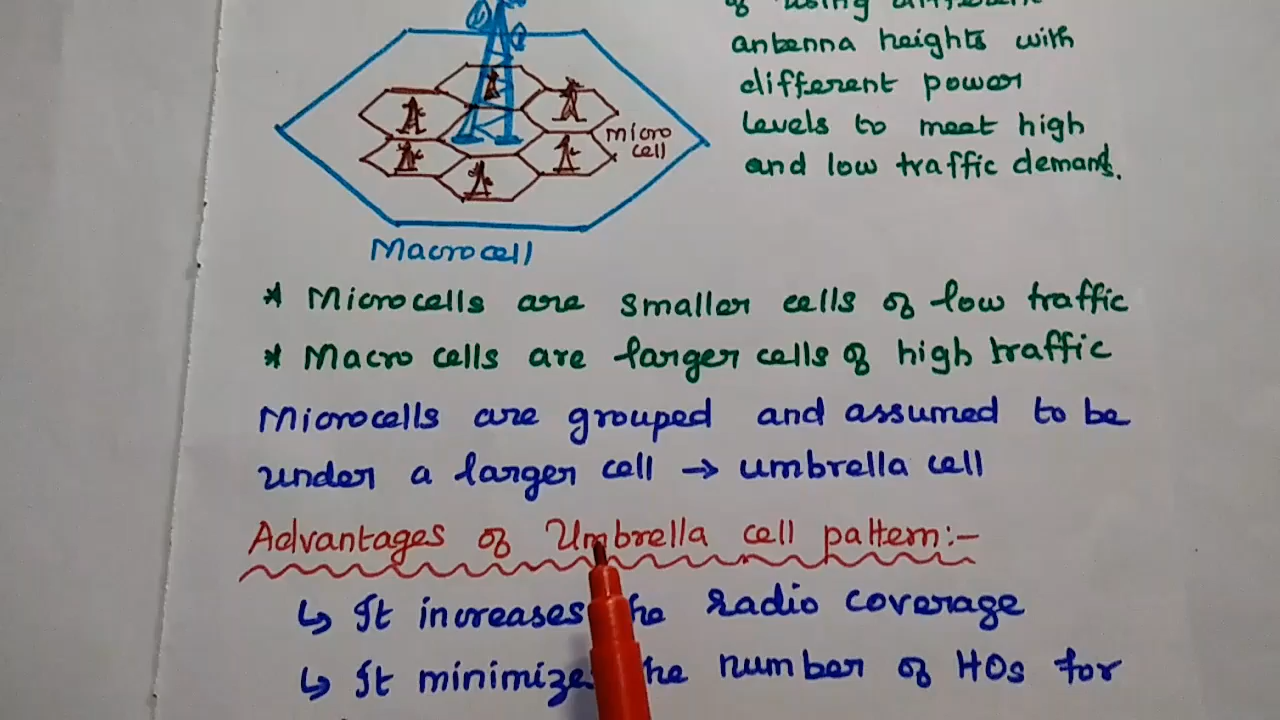 of using different
antenna heights with
different power
levels to meet high
and low traffic demand.
micro
cell
Macrocell
* Microcells are smaller cells of low traffic
* Macro cells are larger cells of high traffic
Microcells are grouped and assumed to be
under a larger cell → umbrella cell
Advantages of Umbrella cell pattern:-
↳ It increases the radio coverage
↳ It minimizes the number of HOs for